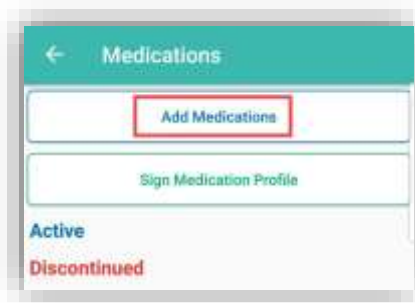 Medications
Add Medications
Sign Medication Profile
Active
Discontinued